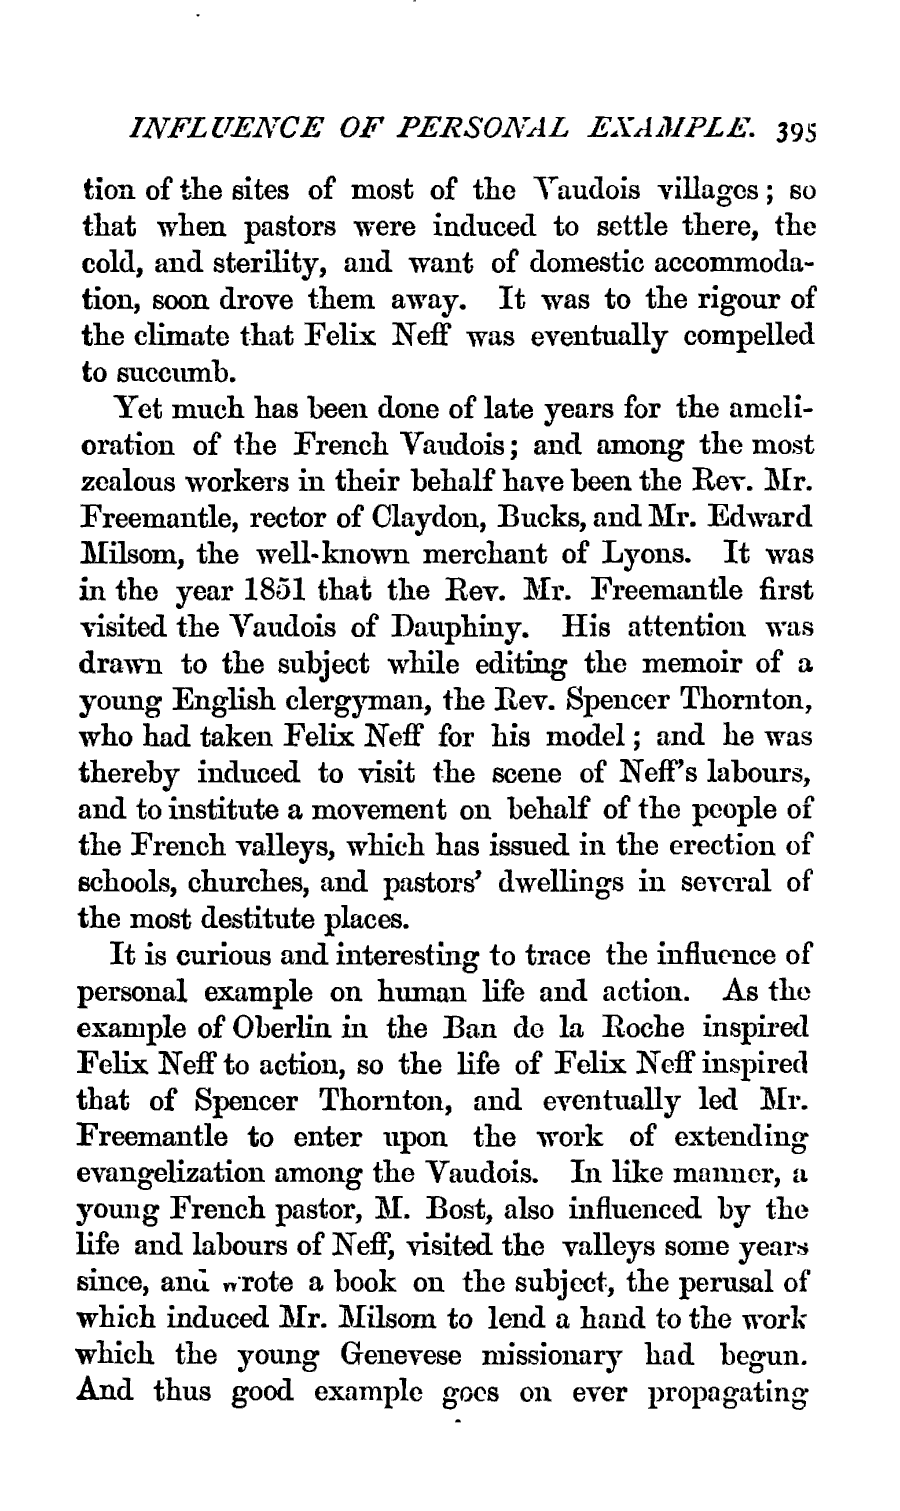 INFLUENCE OF PERSONAL EXAMPLE. 395
tion of the sites of most of the Vaudois villages; so
that when pastors were induced to settle there, the
cold, and sterility, and want of domestic accommoda-
tion, soon drove them away. It was to the rigour of
the climate that Felix Neff was eventually compelled
to succumb.
Yet much has been done of late years for the ameli-
oration of the French Vaudois; and among the most
zealous workers in their behalf have been the Rev. Mr.
Freemantle, rector of Claydon, Bucks, and Mr. Edward
Milsom, the well-known merchant of Lyons. It was
in the year 1851 that the Rev. Mr. Freemantle first
visited the Vaudois of Dauphiny. His attention was
drawn to the subject while editing the memoir of a
young English clergyman, the Rev. Spencer Thornton,
who had taken Felix Neff for his model; and he was
thereby induced to visit the scene of Neff's labours,
and to institute a movement on behalf of the people of
the French valleys, which has issued in the erection of
schools, churches, and pastors' dwellings in several of
the most destitute places.
It is curious and interesting to trace the influence of
personal example on human life and action. As the
example of Oberlin in the Ban de la Roche inspired
Felix Neff to action, so the life of Felix Neff inspired
that of Spencer Thornton, and eventually led Mr.
Freemantle to enter upon the work of extending
evangelization among the Vaudois. In like manner, a
young French pastor, M. Bost, also influenced by the
life and labours of Neff, visited the valleys some years
since, and wrote a book on the subject, the perusal of
which induced Mr. Milsom to lend a hand to the work
which the young Genevese missionary had begun.
And thus good example goes on ever propagating